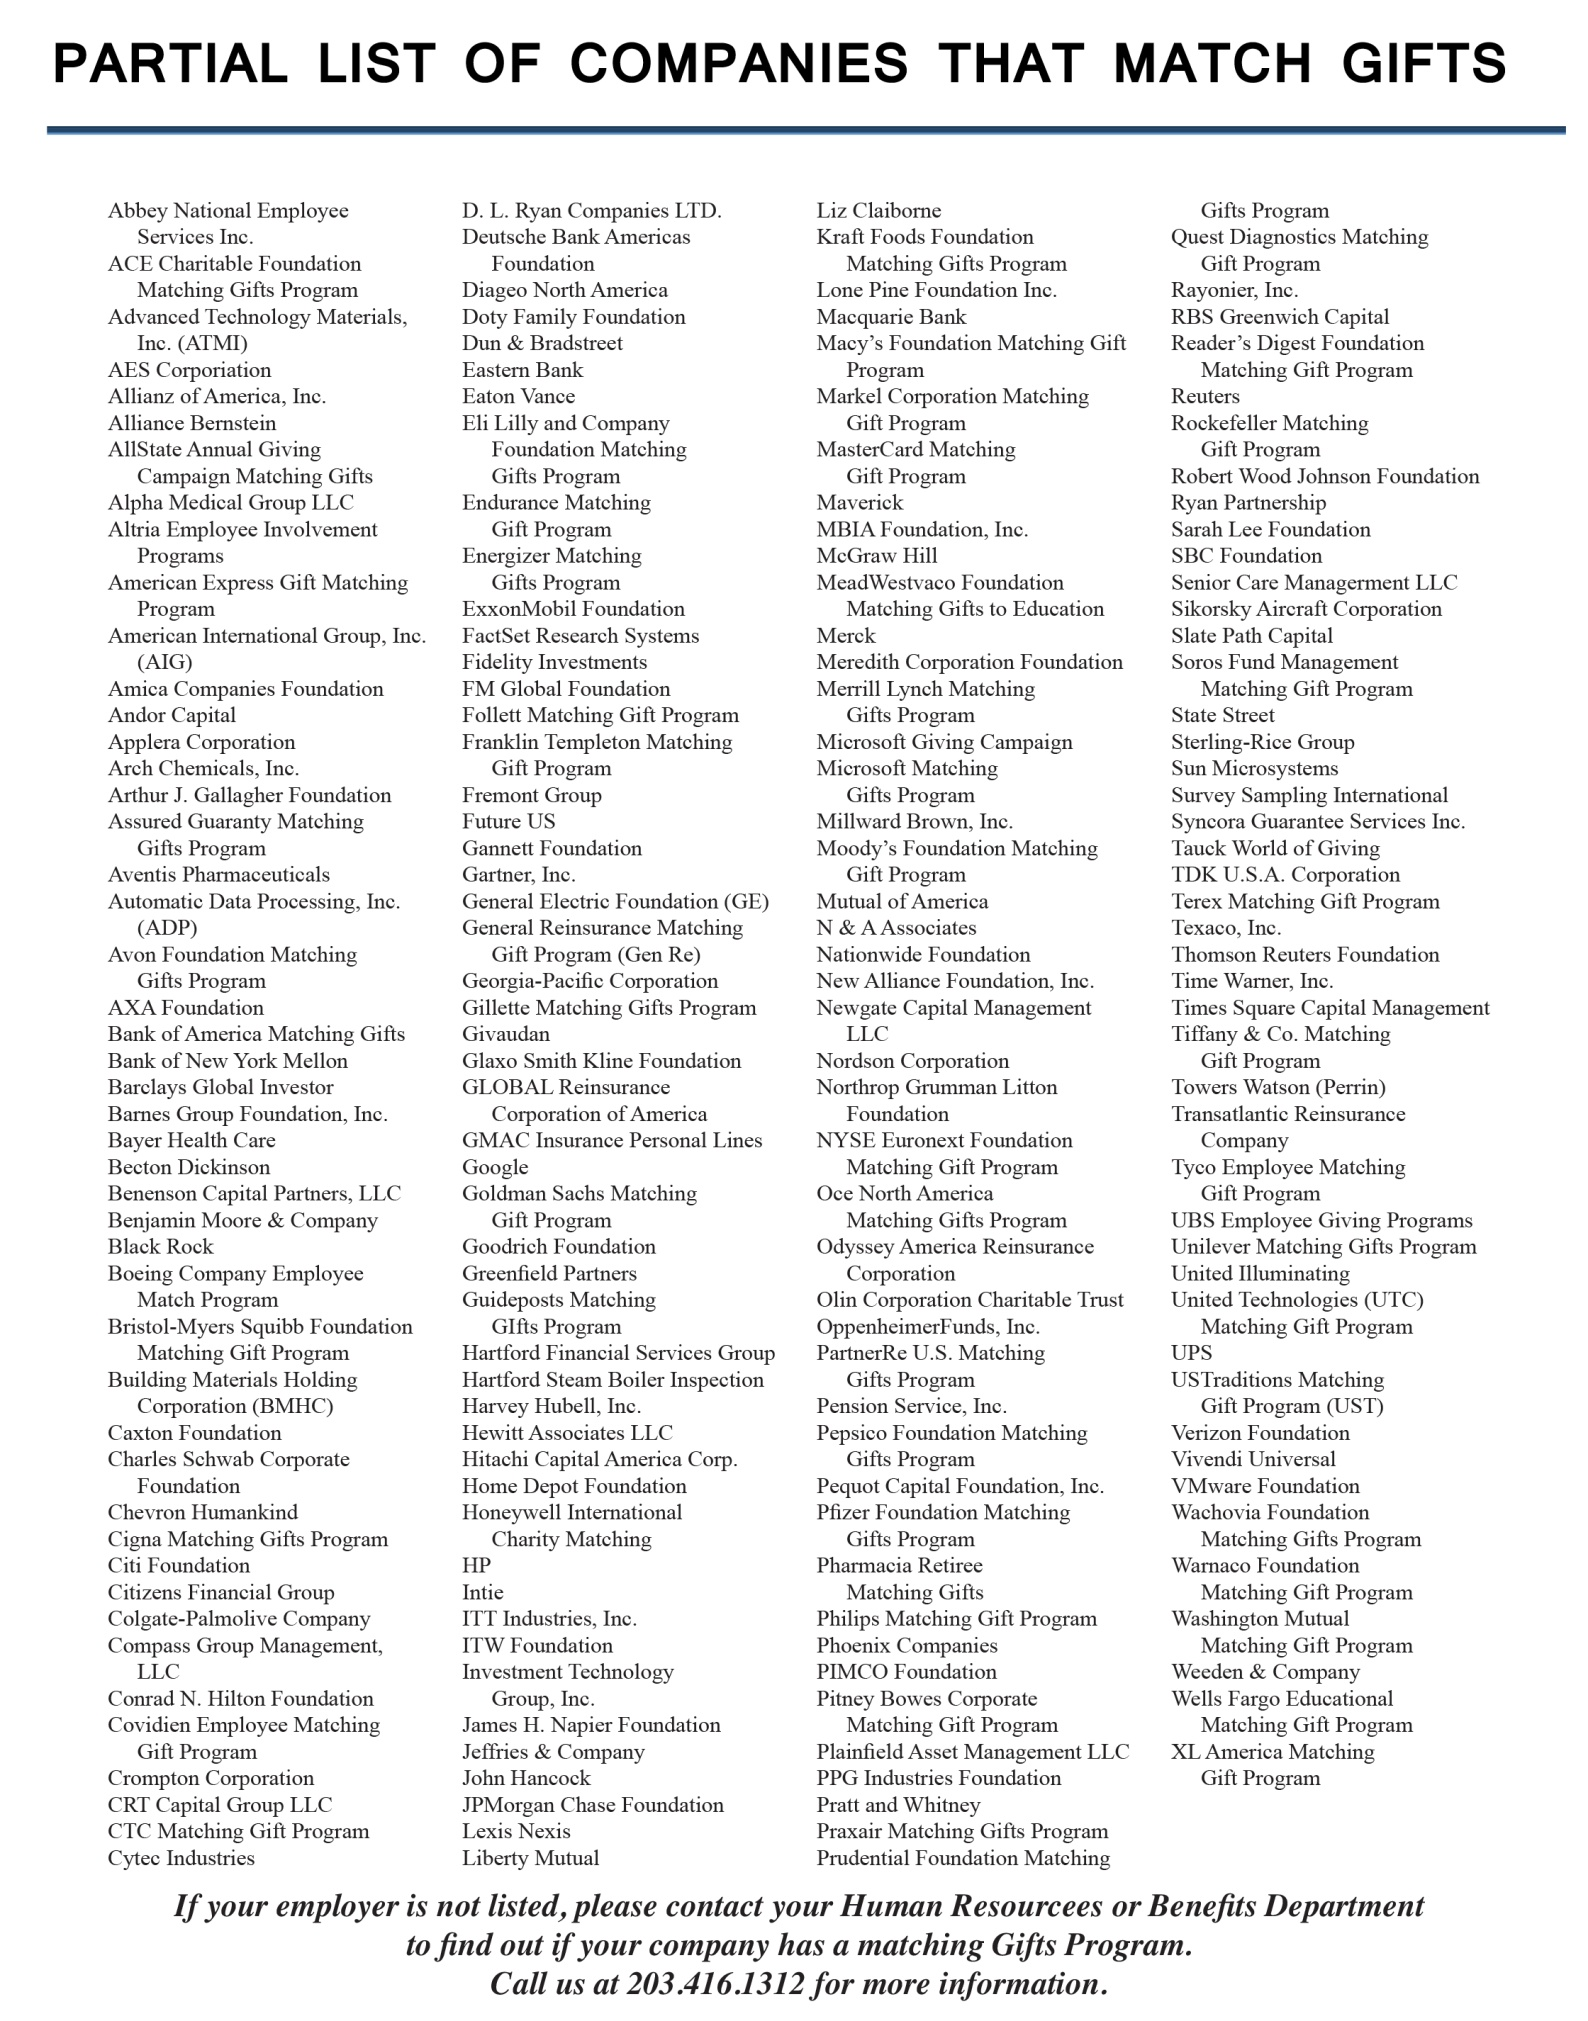 PARTIAL LIST OF COMPANIES THAT MATCH GIFTS
Abbey National Employee
Services Inc.
ACE Charitable Foundation
Matching Gifts Program
Advanced Technology Materials,
Inc. (ATMI)
AES Corporiation
Allianz of America, Inc.
Alliance Bernstein
AllState Annual Giving
Campaign Matching Gifts
Alpha Medical Group LLC
Altria Employee Involvement
Programs
American Express Gift Matching
Program
American International Group, Inc.
(AIG)
Amica Companies Foundation
Andor Capital
Applera Corporation
Arch Chemicals, Inc.
Arthur J. Gallagher Foundation
Assured Guaranty Matching
Gifts Program
Aventis Pharmaceuticals
Automatic Data Processing, Inc.
(ADP)
Avon Foundation Matching
Gifts Program
AXA Foundation
Bank of America Matching Gifts
Bank of New York Mellon
Barclays Global Investor
Barnes Group Foundation, Inc.
Bayer Health Care
Becton Dickinson
Benenson Capital Partners, LLC
Benjamin Moore & Company
Black Rock
Boeing Company Employee
Match Program
Bristol-Myers Squibb Foundation
Matching Gift Program
Building Materials Holding
Corporation (BMHC)
Caxton Foundation
Charles Schwab Corporate
Foundation
Chevron Humankind
Cigna Matching Gifts Program
Citi Foundation
Citizens Financial Group
Colgate-Palmolive Company
Compass Group Management,
LLC
Conrad N. Hilton Foundation
Covidien Employee Matching
Gift Program
Crompton Corporation
CRT Capital Group LLC
CTC Matching Gift Program
Cytec Industries
D. L. Ryan Companies LTD.
Deutsche Bank Americas
Foundation
Diageo North America
Doty Family Foundation
Dun & Bradstreet
Eastern Bank
Eaton Vance
Eli Lilly and Company
Foundation Matching
Gifts Program
Endurance Matching
Gift Program
Energizer Matching
Gifts Program
ExxonMobil Foundation
FactSet Research Systems
Fidelity Investments
FM Global Foundation
Follett Matching Gift Program
Franklin Templeton Matching
Gift Program
Fremont Group
Future US
Gannett Foundation
Gartner, Inc.
General Electric Foundation (GE)
General Reinsurance Matching
Gift Program (Gen Re)
Georgia-Pacific Corporation
Gillette Matching Gifts Program
Givaudan
Glaxo Smith Kline Foundation
GLOBAL Reinsurance
Corporation of America
GMAC Insurance Personal Lines
Google
Goldman Sachs Matching
Gift Program
Goodrich Foundation
Greenfield Partners
Guideposts Matching
GIfts Program
Hartford Financial Services Group
Hartford Steam Boiler Inspection
Harvey Hubell, Inc.
Hewitt Associates LLC
Hitachi Capital America Corp.
Home Depot Foundation
Honeywell International
Charity Matching
HP
Intie
ITT Industries, Inc.
ITW Foundation
Investment Technology
Group, Inc.
James H. Napier Foundation
Jeffries & Company
John Hancock
JPMorgan Chase Foundation
Lexis Nexis
Liberty Mutual
Liz Claiborne
Kraft Foods Foundation
Matching Gifts Program
Lone Pine Foundation Inc.
Macquarie Bank
Macy’s Foundation Matching Gift
Program
Markel Corporation Matching
Gift Program
MasterCard Matching
Gift Program
Maverick
MBIA Foundation, Inc.
McGraw Hill
MeadWestvaco Foundation
Matching Gifts to Education
Merck
Meredith Corporation Foundation
Merrill Lynch Matching
Gifts Program
Microsoft Giving Campaign
Microsoft Matching
Gifts Program
Millward Brown, Inc.
Moody’s Foundation Matching
Gift Program
Mutual of America
N & A Associates
Nationwide Foundation
New Alliance Foundation, Inc.
Newgate Capital Management
LLC
Nordson Corporation
Northrop Grumman Litton
Foundation
NYSE Euronext Foundation
Matching Gift Program
Oce North America
Matching Gifts Program
Odyssey America Reinsurance
Corporation
Olin Corporation Charitable Trust
OppenheimerFunds, Inc.
PartnerRe U.S. Matching
Gifts Program
Pension Service, Inc.
Pepsico Foundation Matching
Gifts Program
Pequot Capital Foundation, Inc.
Pfizer Foundation Matching
Gifts Program
Pharmacia Retiree
Matching Gifts
Philips Matching Gift Program
Phoenix Companies
PIMCO Foundation
Pitney Bowes Corporate
Matching Gift Program
Plainfield Asset Management LLC
PPG Industries Foundation
Pratt and Whitney
Praxair Matching Gifts Program
Prudential Foundation Matching
Gifts Program
Quest Diagnostics Matching
Gift Program
Rayonier, Inc.
RBS Greenwich Capital
Reader’s Digest Foundation
Matching Gift Program
Reuters
Rockefeller Matching
Gift Program
Robert Wood Johnson Foundation
Ryan Partnership
Sarah Lee Foundation
SBC Foundation
Senior Care Managerment LLC
Sikorsky Aircraft Corporation
Slate Path Capital
Soros Fund Management
Matching Gift Program
State Street
Sterling-Rice Group
Sun Microsystems
Survey Sampling International
Syncora Guarantee Services Inc.
Tauck World of Giving
TDK U.S.A. Corporation
Terex Matching Gift Program
Texaco, Inc.
Thomson Reuters Foundation
Time Warner, Inc.
Times Square Capital Management
Tiffany & Co. Matching
Gift Program
Towers Watson (Perrin)
Transatlantic Reinsurance
Company
Tyco Employee Matching
Gift Program
UBS Employee Giving Programs
Unilever Matching Gifts Program
United Illuminating
United Technologies (UTC)
Matching Gift Program
UPS
USTraditions Matching
Gift Program (UST)
Verizon Foundation
Vivendi Universal
VMware Foundation
Wachovia Foundation
Matching Gifts Program
Warnaco Foundation
Matching Gift Program
Washington Mutual
Matching Gift Program
Weeden & Company
Wells Fargo Educational
Matching Gift Program
XL America Matching
Gift Program
If your employer is not listed, please contact your Human Resourcees or Benefits Department
to find out if your company has a matching Gifts Program.
Call us at 203.416.1312 for more information.